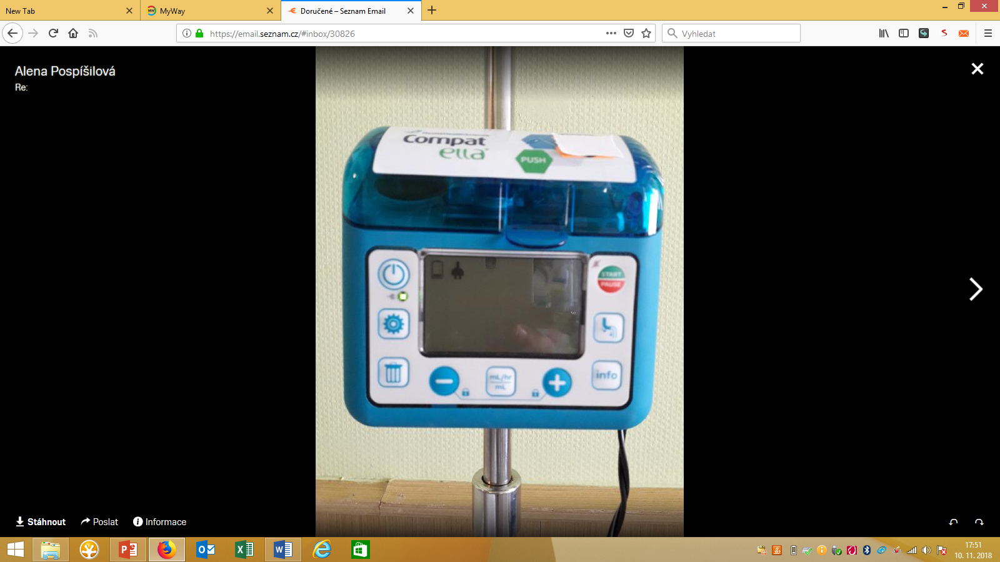 New Tab
MyWay
Doručené – Seznam Email
https://email.seznam.cz/#inbox/30826
Vyhledat
Alena Pospíšilová
Re:
Compat
ella
PUSH
START
PAUSE
mL/hr
mL
info
Stáhnout
Poslat
Informace
17:51
10. 11. 2018